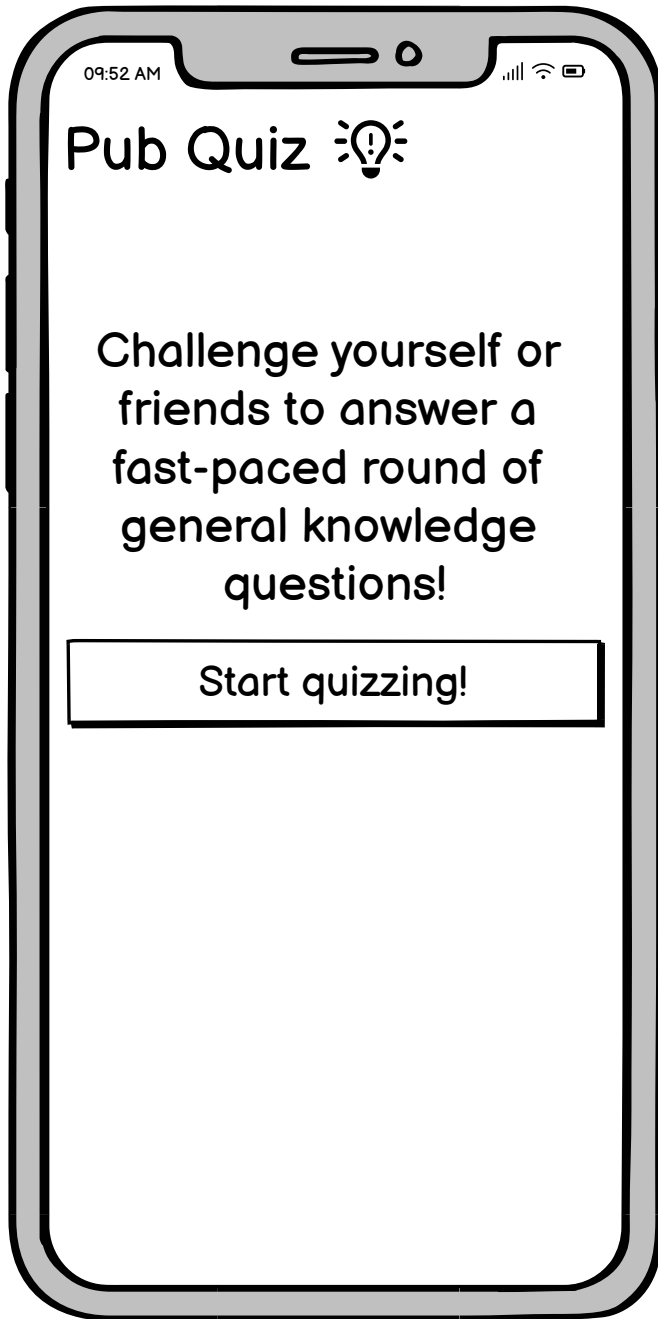 09:52 AM
Pub Quiz
Challenge yourself or
friends to answer a
fast-paced round of
general knowledge
questions!
Start quizzing!